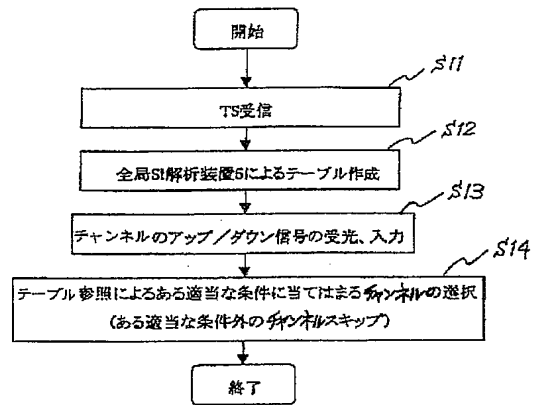 開始
S11
TS受信
S12
全局SI解析装置6によるテーブル作成
S13
チャンネルのアップ/ダウン信号の受光、入力
S14
テーブル参照によるある適当な条件に当てはまるチャンネルの選択
(ある適当な条件外のチャンネルスキップ)
終了